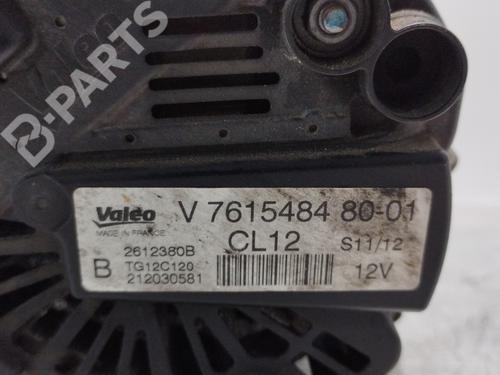 B-PARTS
Valeo V 7615484 80-01
MADE IN FRANCE
CL12 S11/12
2612380B
B TG12C120 12V
212030581